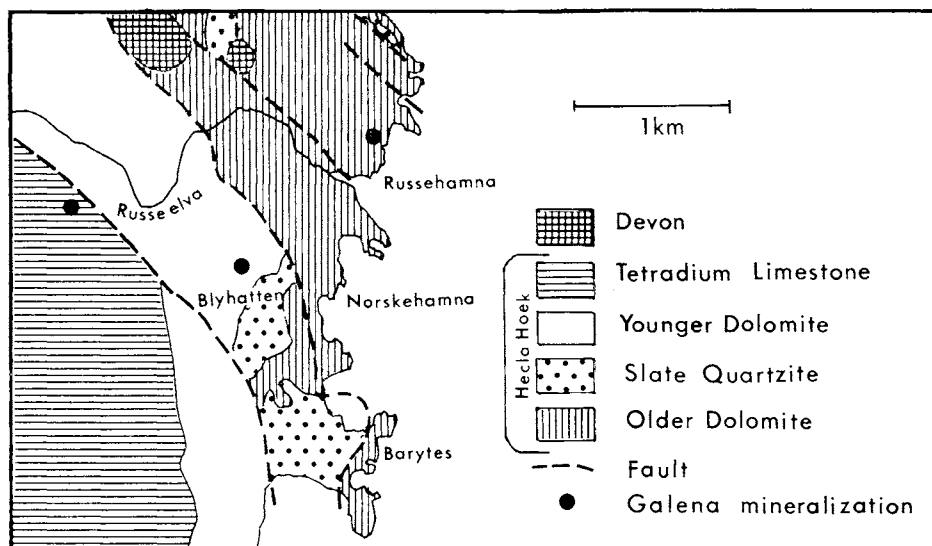 1km
Russehamna
Russeelva
Blyhatten
Norskehamna
Barytes
Devon
Tetradium Limestone
Younger Dolomite
Slate Quartzite
Older Dolomite
Hecla Hoek
Fault
Galena mineralization